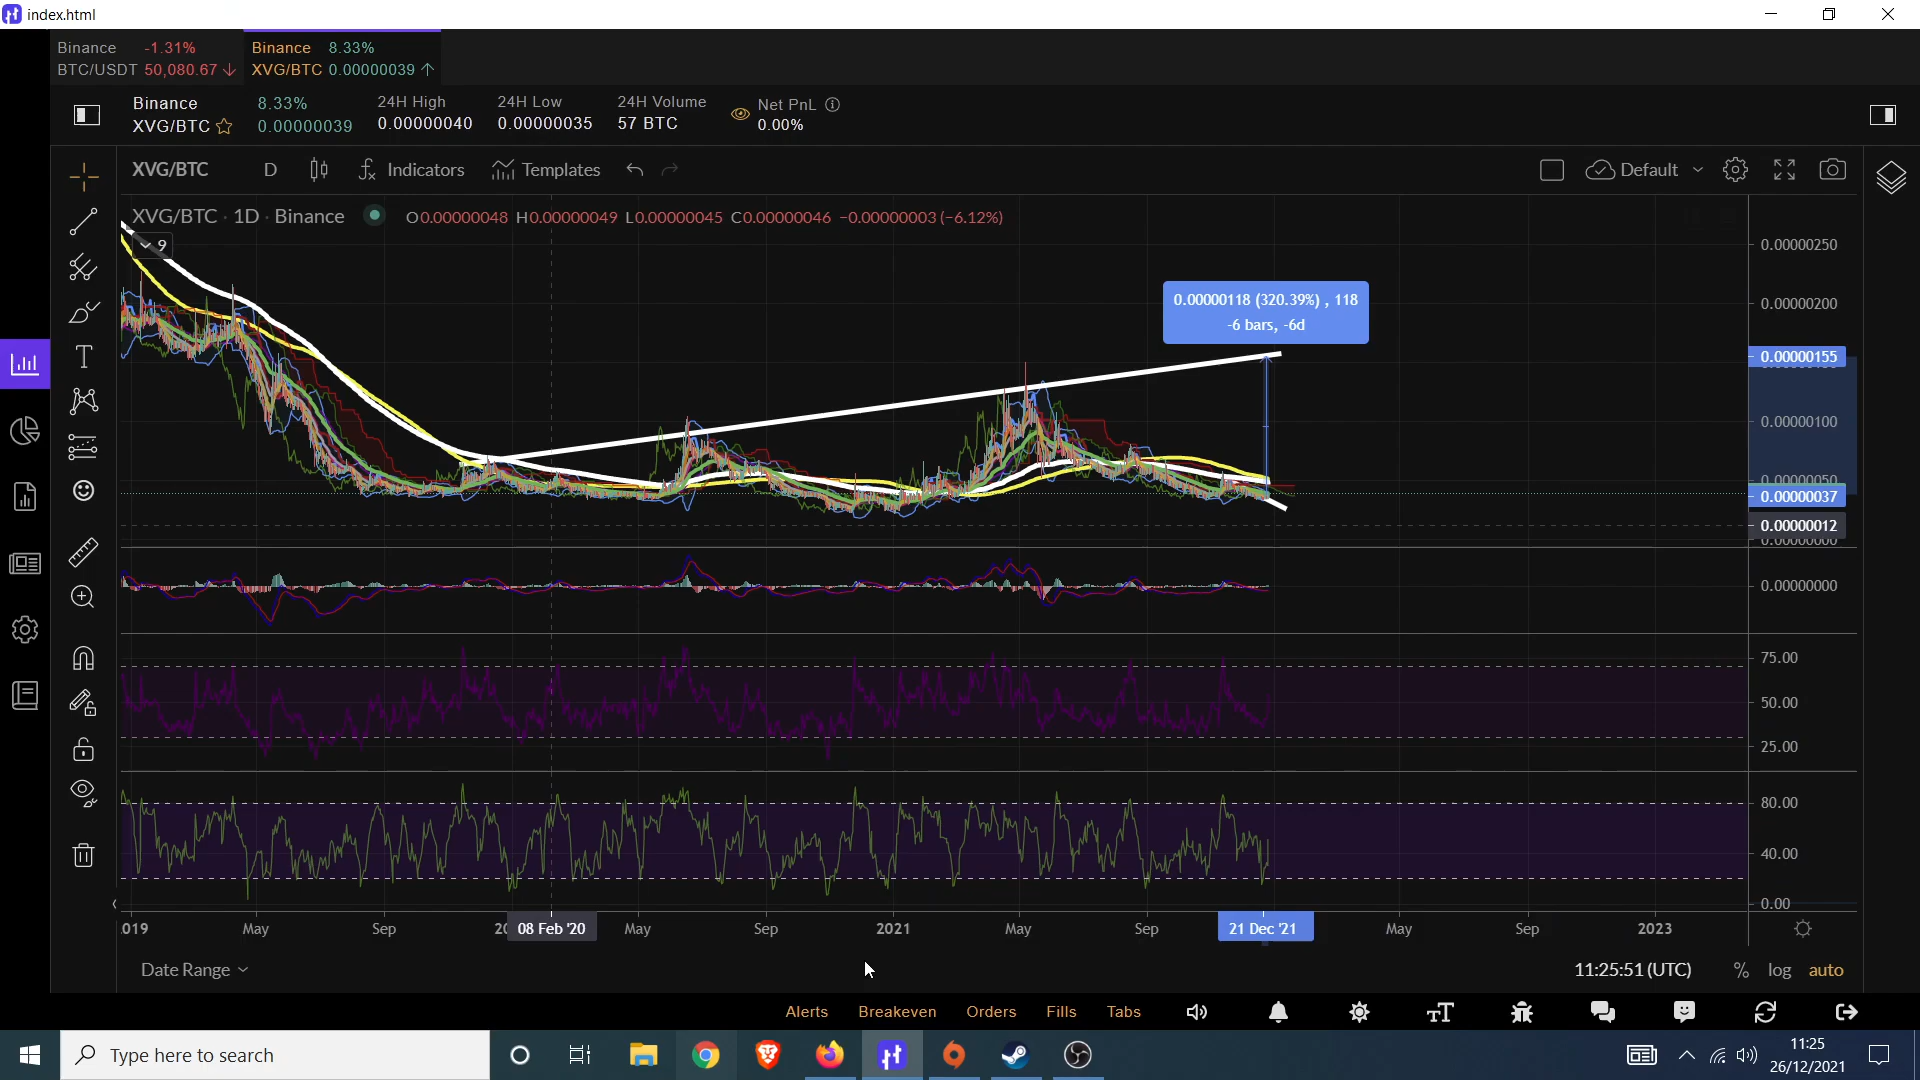 index.html
Binance -1.31%
BTC/USDT 50,080.67
Binance 8.33%
XVG/BTC 0.00000039
Binance
XVG/BTC
8.33%
0.00000039
24H High
0.00000040
24H Low
0.00000035
24H Volume
57 BTC
Net PnL
0.00%
XVG/BTC D Indicators Templates Default
XVG/BTC · 1D · Binance O0.00000048 H0.00000049 L0.00000045 C0.00000046 −0.00000003 (−6.12%)
9
0.00000118 (320.39%) , 118
-6 bars, -6d
0.00000250
0.00000200
0.00000155
0.00000100
0.00000050
0.00000037
0.00000012
0.00000000
0.00000000
75.00
50.00
25.00
80.00
40.00
0.00
019 May Sep 20 08 Feb '20 May Sep 2021 May Sep 21 Dec '21 May Sep 2023
Date Range 11:25:51 (UTC) % log auto
Alerts Breakeven Orders Fills Tabs
Type here to search
11:25
26/12/2021